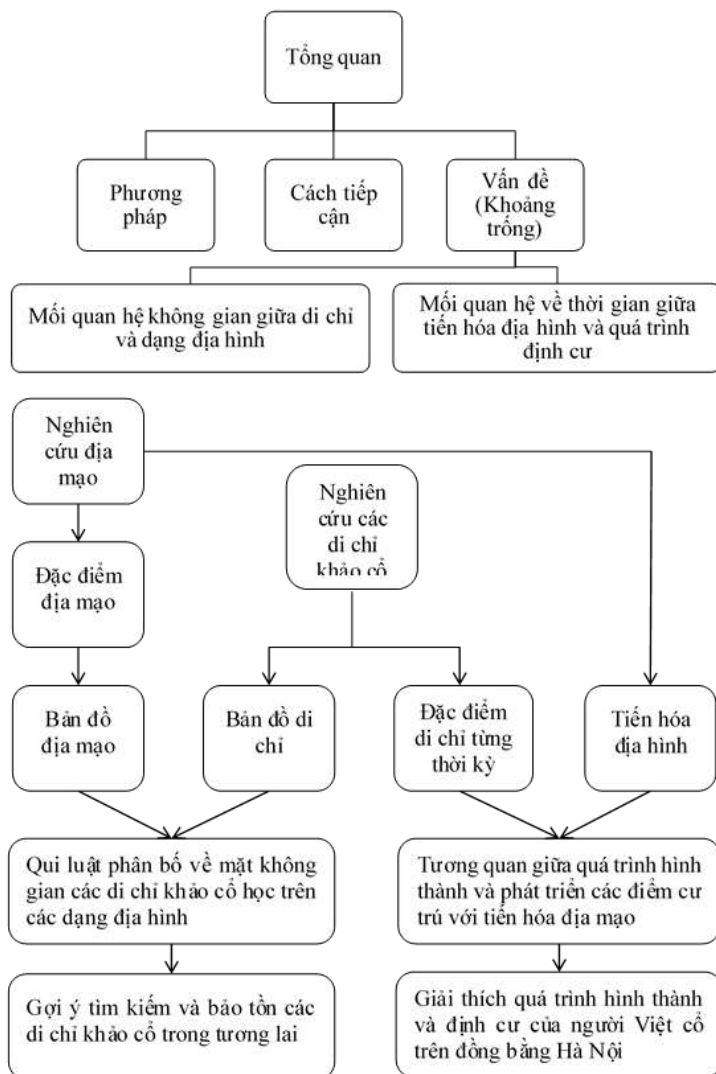 Tổng quan
Phương
pháp
Cách tiếp
cận
Vấn đề
(Khoảng
trống)
Mối quan hệ không gian giữa di chỉ
và dạng địa hình
Mối quan hệ về thời gian giữa
tiến hóa địa hình và quá trình
định cư
Nghiên
cứu địa
mạo
Nghiên
cứu các
di chỉ
khảo cổ
Đặc điểm
địa mạo
Bản đồ
địa mạo
Bản đồ di
chỉ
Đặc điểm
di chỉ từng
thời kỳ
Tiến hóa
địa hình
Qui luật phân bố về mặt không
gian các di chỉ khảo cổ học trên
các dạng địa hình
Tương quan giữa quá trình hình
thành và phát triển các điểm cư
trú với tiến hóa địa mạo
Gợi ý tìm kiếm và bảo tồn các
di chỉ khảo cổ trong tương lai
Giải thích quá trình hình thành
và định cư của người Việt cổ
trên đồng bằng Hà Nội